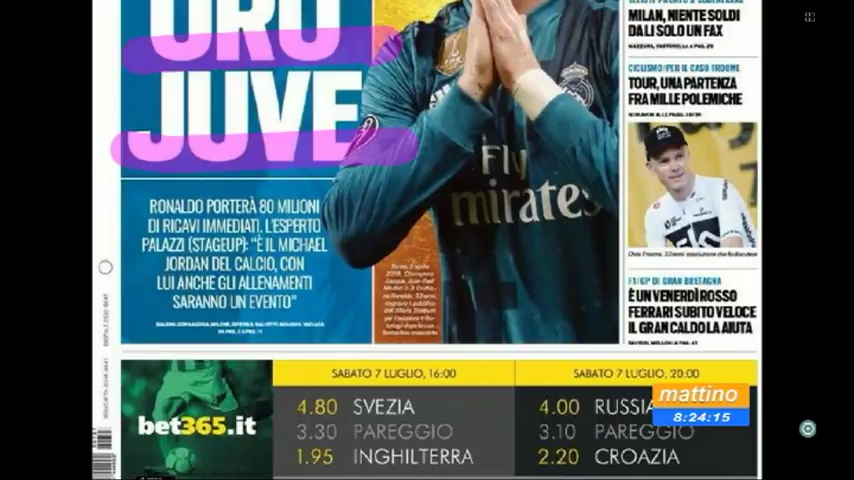 ORO
JUVE
RONALDO PORTERÀ 80 MILIONI
DI RICAVI IMMEDIATI. L'ESPERTO
PALAZZI (STAGEUP): "È IL MICHAEL
JORDAN DEL CALCIO, CON
LUI ANCHE GLI ALLENAMENTI
SARANNO UN EVENTO"
Fly
Emirates
MILAN, NIENTE SOLDI
DA LI SOLO UN FAX
CICLISMO/PER IL CASO FROOME
TOUR, UNA PARTENZA
FRA MILLE POLEMICHE
F1/GP DI GRAN BRETAGNA
È UN VENERDÌ ROSSO
FERRARI SUBITO VELOCE
IL GRAN CALDO LA AIUTA
bet365.it
SABATO 7 LUGLIO, 16:00
4.80 SVEZIA
3.30 PAREGGIO
1.95 INGHILTERRA
SABATO 7 LUGLIO, 20:00
4.00 RUSSIA
3.10 PAREGGIO
2.20 CROAZIA
mattino
8:24:15